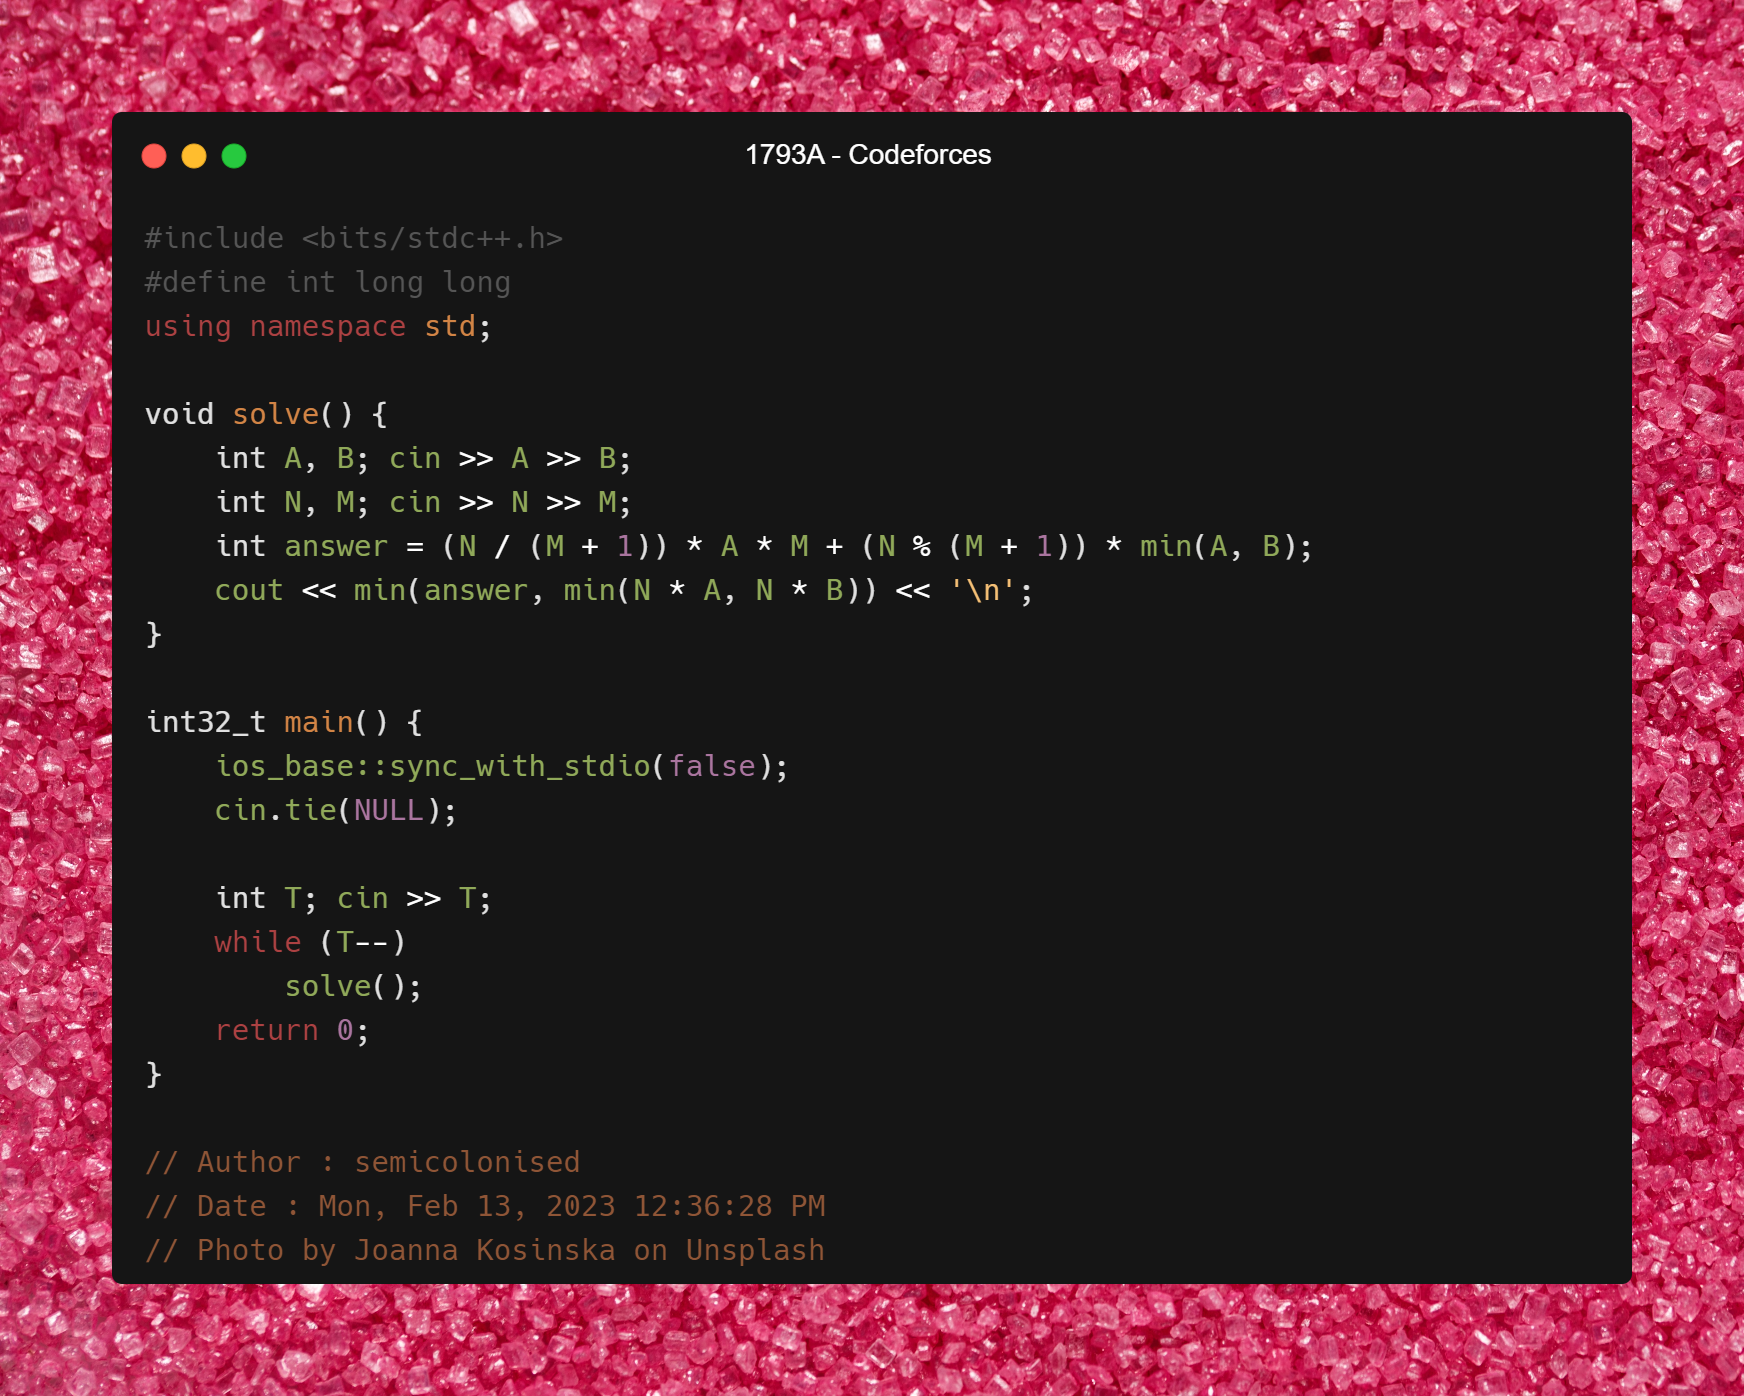 1793A - Codeforces
#include <bits/stdc++.h>
#define int long long
using namespace std;
void solve() {
    int A, B; cin >> A >> B;
    int N, M; cin >> N >> M;
    int answer = (N / (M + 1)) * A * M + (N % (M + 1)) * min(A, B);
    cout << min(answer, min(N * A, N * B)) << '\n';
}
int32_t main() {
    ios_base::sync_with_stdio(false);
    cin.tie(NULL);
    int T; cin >> T;
    while (T--)
        solve();
    return 0;
}
// Author : semicolonised
// Date : Mon, Feb 13, 2023 12:36:28 PM
// Photo by Joanna Kosinska on Unsplash